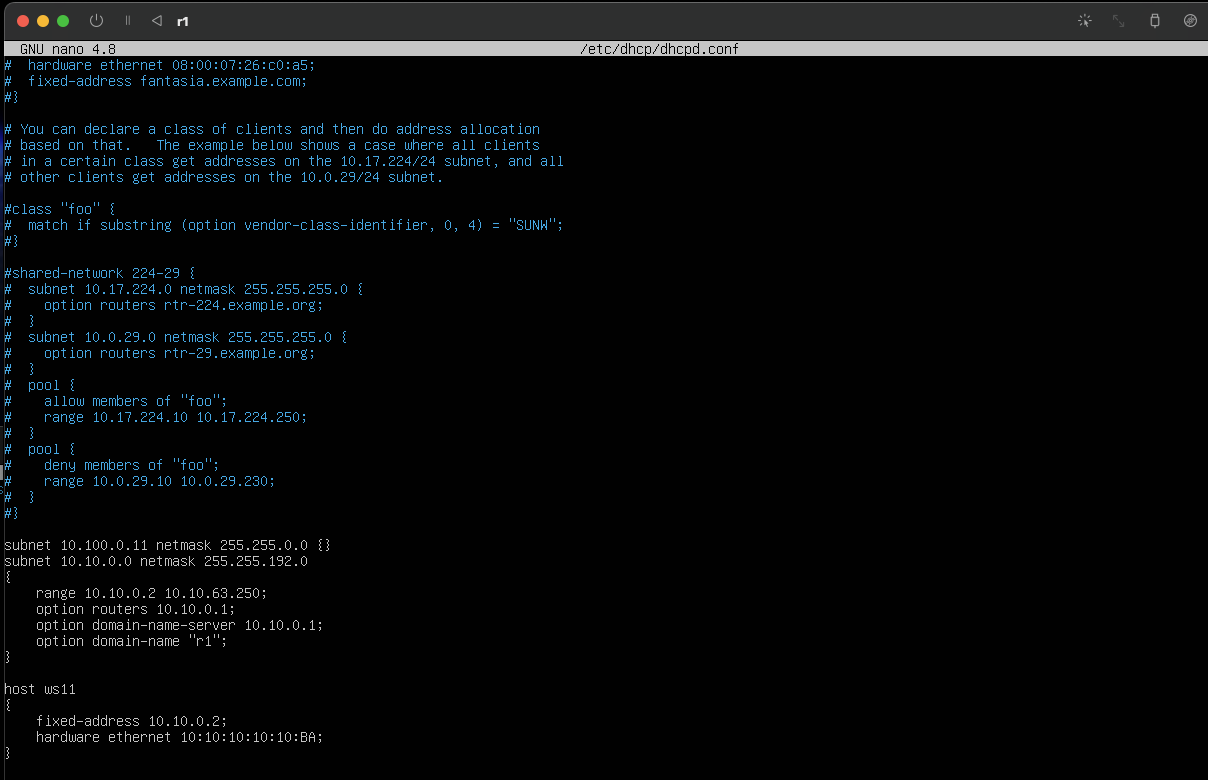 r1
GNU nano 4.8 /etc/dhcp/dhcpd.conf
#  hardware ethernet 08:00:07:26:c0:a5;
#  fixed-address fantasia.example.com;
#}
# You can declare a class of clients and then do address allocation
# based on that.   The example below shows a case where all clients
# in a certain class get addresses on the 10.17.224/24 subnet, and all
# other clients get addresses on the 10.0.29/24 subnet.
#class "foo" {
#  match if substring (option vendor-class-identifier, 0, 4) = "SUNW";
#}
#shared-network 224-29 {
#  subnet 10.17.224.0 netmask 255.255.255.0 {
#    option routers rtr-224.example.org;
#  }
#  subnet 10.0.29.0 netmask 255.255.255.0 {
#    option routers rtr-29.example.org;
#  }
#  pool {
#    allow members of "foo";
#    range 10.17.224.10 10.17.224.250;
#  }
#  pool {
#    deny members of "foo";
#    range 10.0.29.10 10.0.29.230;
#  }
#}
subnet 10.100.0.11 netmask 255.255.0.0 {}
subnet 10.10.0.0 netmask 255.255.192.0
{
    range 10.10.0.2 10.10.63.250;
    option routers 10.10.0.1;
    option domain-name-server 10.10.0.1;
    option domain-name "r1";
}
host ws11
{
    fixed-address 10.10.0.2;
    hardware ethernet 10:10:10:10:10:BA;
}